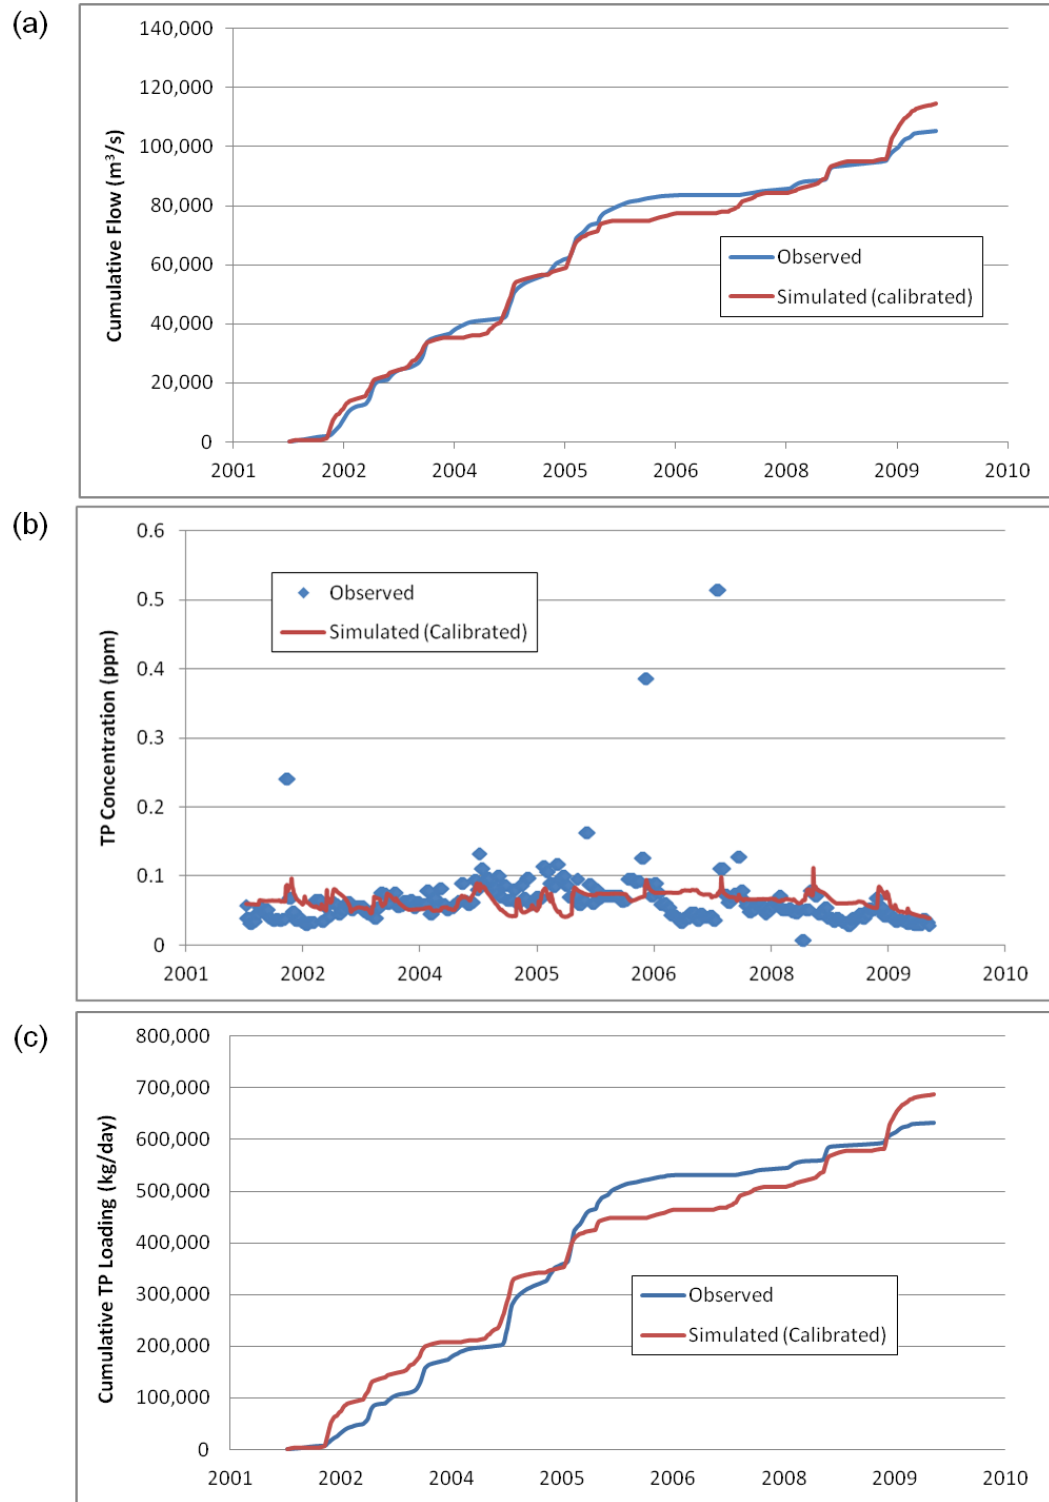 (a)
140,000
120,000
100,000
80,000
60,000
40,000
20,000
0
Cumulative Flow (m³/s)
Observed
Simulated (calibrated)
2001 2002 2004 2005 2006 2008 2009 2010
(b)
0.6
0.5
0.4
0.3
0.2
0.1
0
TP Concentration (ppm)
Observed
Simulated (Calibrated)
2001 2002 2004 2005 2006 2008 2009 2010
(c)
800,000
700,000
600,000
500,000
400,000
300,000
200,000
100,000
0
Cumulative TP Loading (kg/day)
Observed
Simulated (Calibrated)
2001 2002 2004 2005 2006 2008 2009 2010